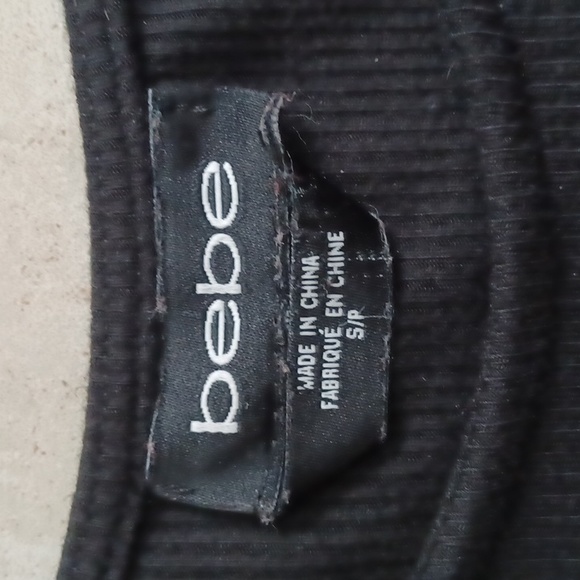 bebe
MADE IN CHINA
FABRIQUÉ EN CHINE
S/P